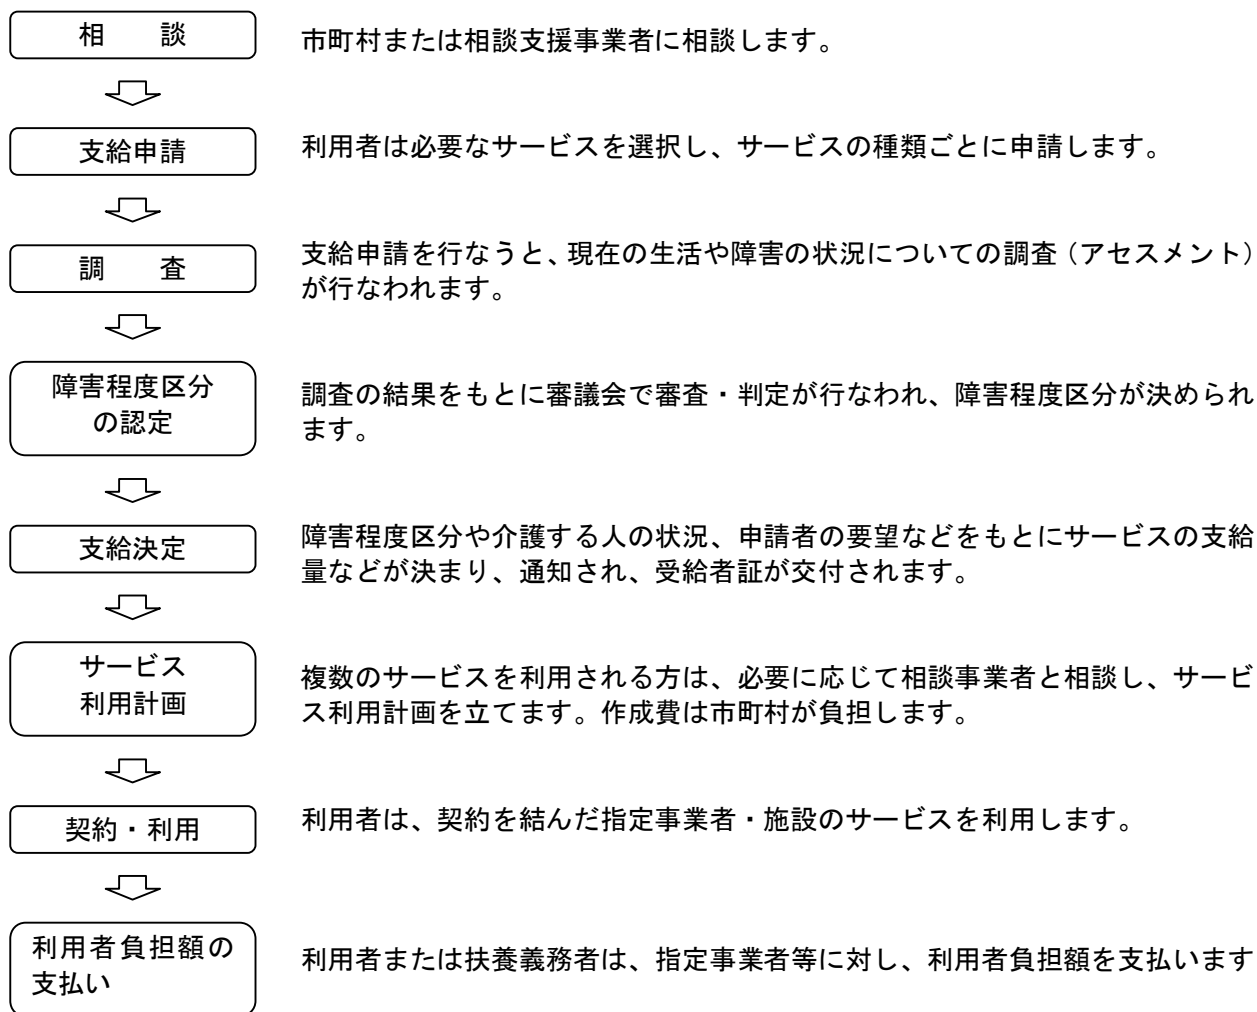 相　　談
市町村または相談支援事業者に相談します。
支給申請
利用者は必要なサービスを選択し、サービスの種類ごとに申請します。
調　　査
支給申請を行なうと、現在の生活や障害の状況についての調査（アセスメント）
が行なわれます。
障害程度区分
の認定
調査の結果をもとに審議会で審査・判定が行なわれ、障害程度区分が決められ
ます。
支給決定
障害程度区分や介護する人の状況、申請者の要望などをもとにサービスの支給
量などが決まり、通知され、受給者証が交付されます。
サービス
利用計画
複数のサービスを利用される方は、必要に応じて相談事業者と相談し、サービ
ス利用計画を立てます。作成費は市町村が負担します。
契約・利用
利用者は、契約を結んだ指定事業者・施設のサービスを利用します。
利用者負担額の
支払い
利用者または扶養義務者は、指定事業者等に対し、利用者負担額を支払います